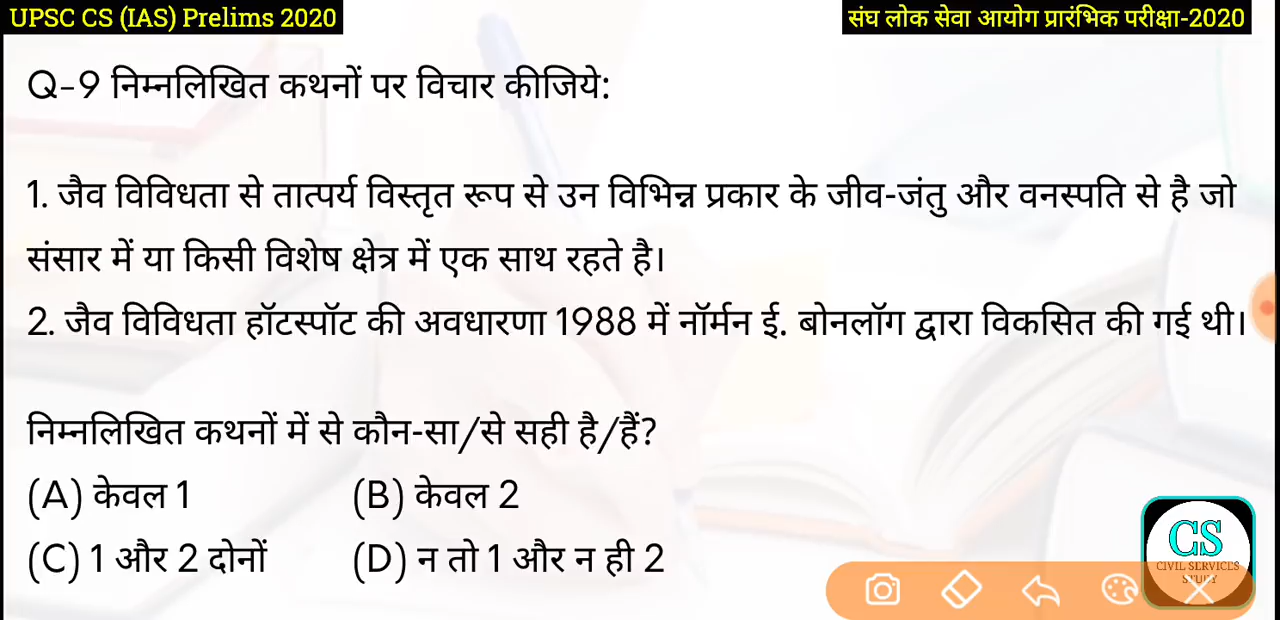 UPSC CS (IAS) Prelims 2020
संघ लोक सेवा आयोग प्रारंभिक परीक्षा-2020
Q-9 निम्नलिखित कथनों पर विचार कीजिये:
1. जैव विविधता से तात्पर्य विस्तृत रूप से उन विभिन्न प्रकार के जीव-जंतु और वनस्पति से है जो
संसार में या किसी विशेष क्षेत्र में एक साथ रहते है।
2. जैव विविधता हॉटस्पॉट की अवधारणा 1988 में नॉर्मन ई. बोनलॉग द्वारा विकसित की गई थी।
निम्नलिखित कथनों में से कौन-सा/से सही है/हैं?
(A) केवल 1 (B) केवल 2
(C) 1 और 2 दोनों (D) न तो 1 और न ही 2
CS
CIVIL SERVICES
STUDY